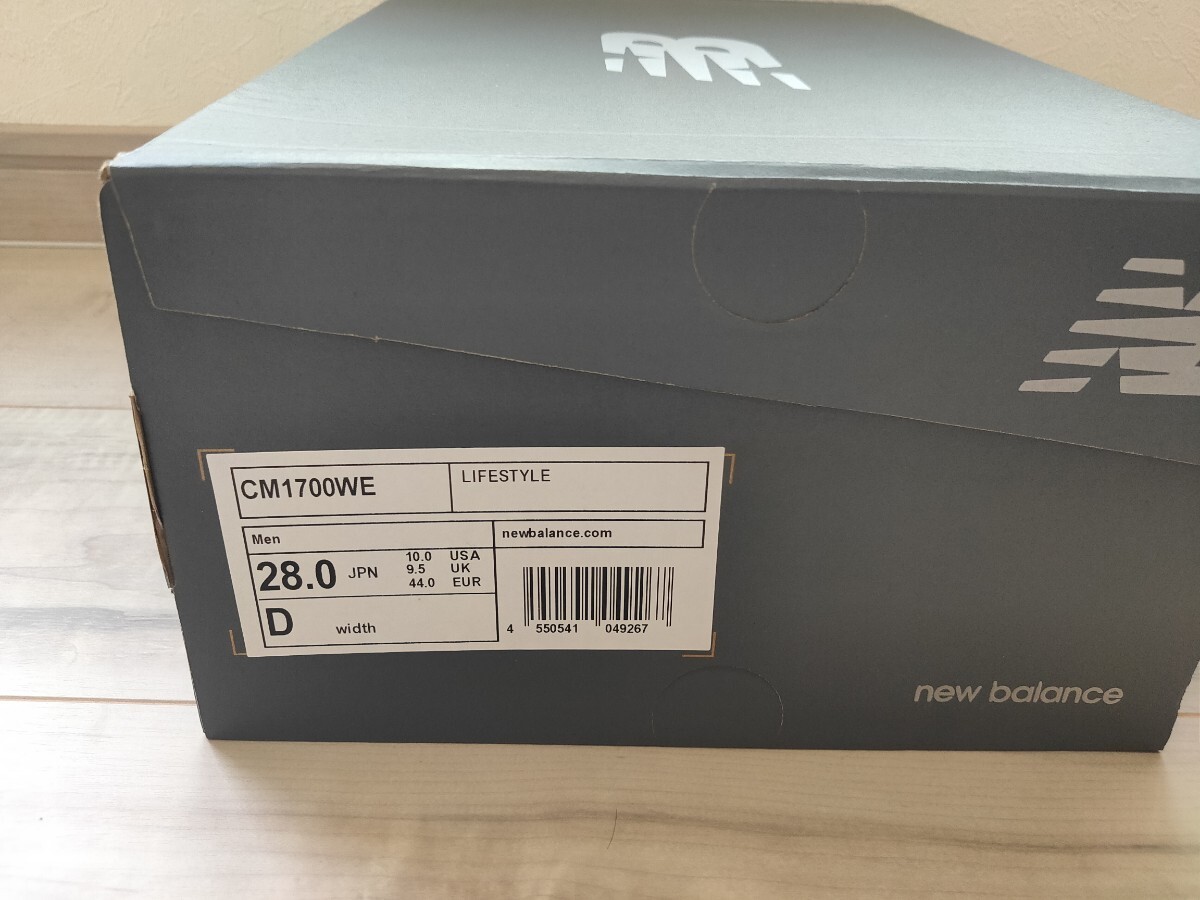 CM1700WE
LIFESTYLE
Men
newbalance.com
28.0 JPN
10.0 USA
9.5 UK
44.0 EUR
D width
4 550541 049267
new balance